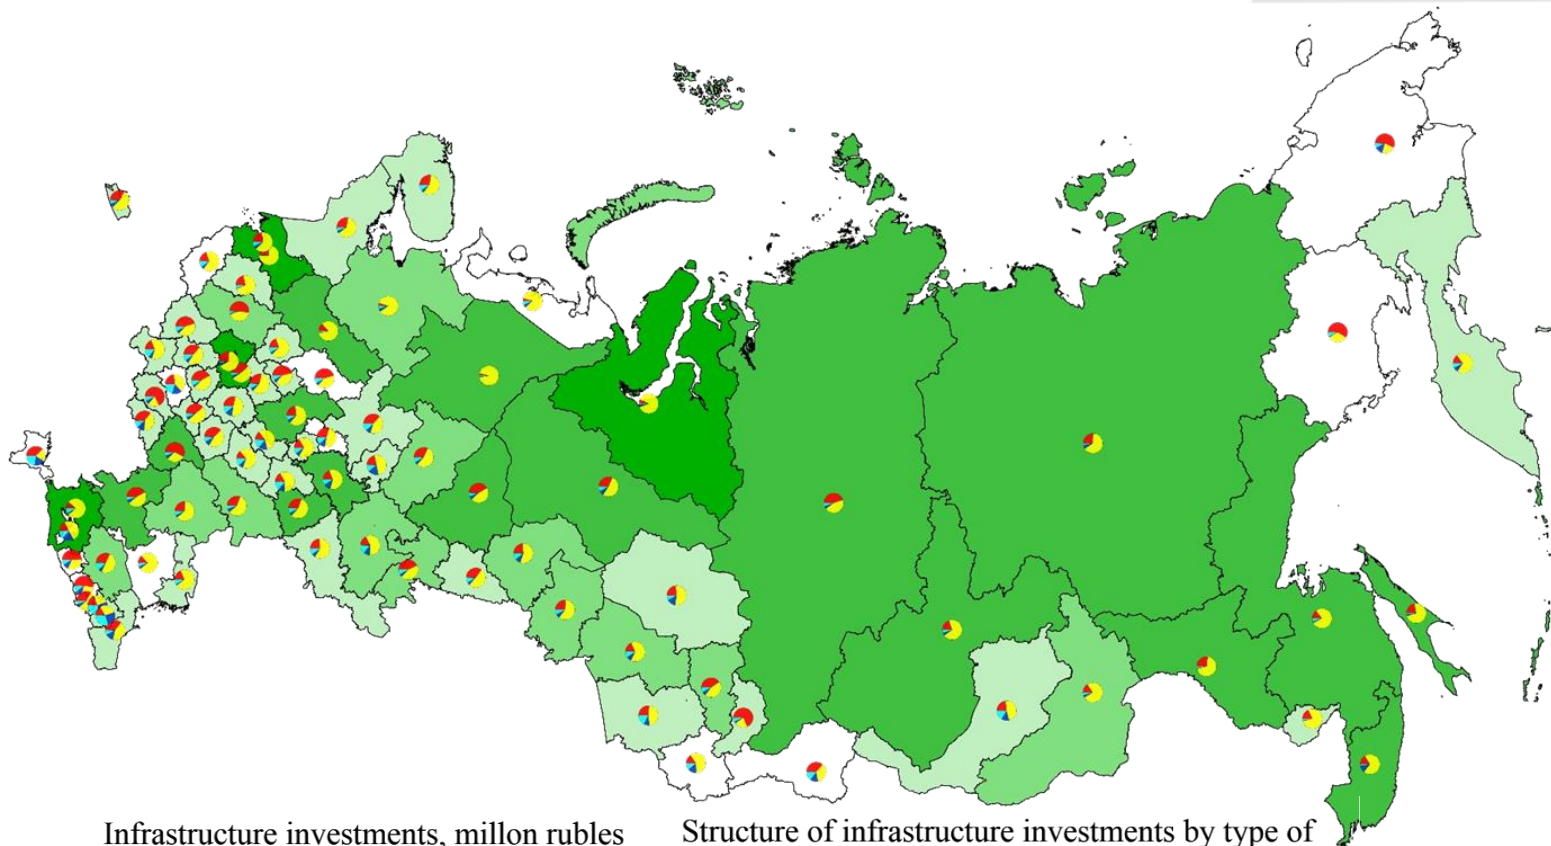 Infrastructure investments, millon rubles
Structure of infrastructure investments by type of